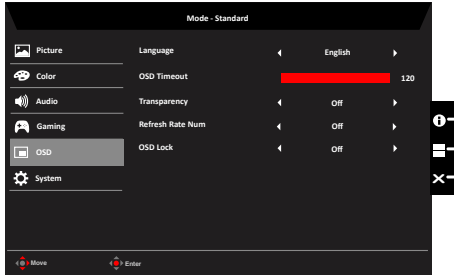 Mode - Standard
Picture
Language
English
Color
OSD Timeout
120
Audio
Transparency
Off
Gaming
Refresh Rate Num
Off
OSD
OSD Lock
Off
System
Move
Enter